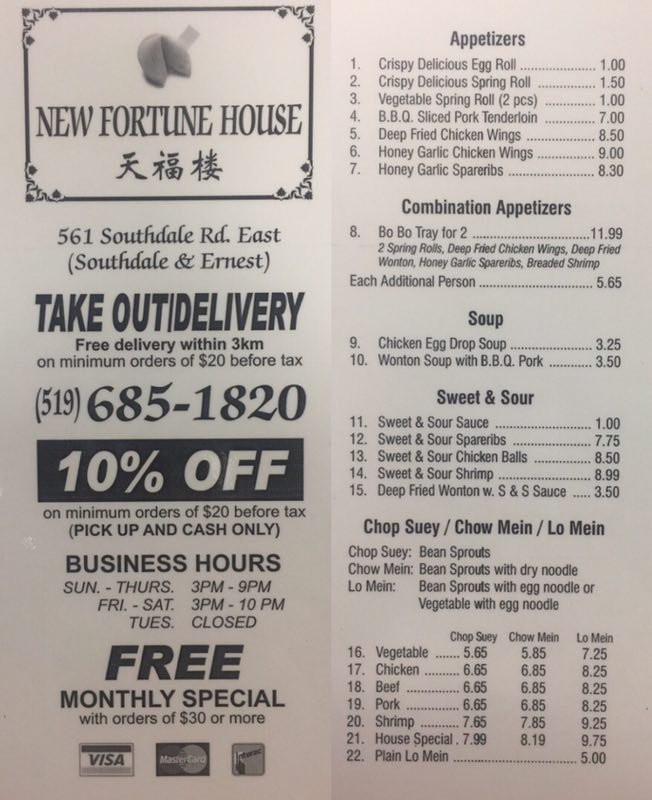 NEW FORTUNE HOUSE
天福楼
561 Southdale Rd. East
(Southdale & Ernest)
TAKE OUT/DELIVERY
Free delivery within 3km
on minimum orders of $20 before tax
(519) 685-1820
10% OFF
on minimum orders of $20 before tax
(PICK UP AND CASH ONLY)
BUSINESS HOURS
SUN. - THURS. 3PM - 9PM
FRI. - SAT. 3PM - 10 PM
TUES. CLOSED
FREE
MONTHLY SPECIAL
with orders of $30 or more
VISA MasterCard
Appetizers
1. Crispy Delicious Egg Roll ..................... 1.00
2. Crispy Delicious Spring Roll ................ 1.50
3. Vegetable Spring Roll (2 pcs) ............... 1.00
4. B.B.Q. Sliced Pork Tenderloin .............. 7.00
5. Deep Fried Chicken Wings .................. 8.50
6. Honey Garlic Chicken Wings ................ 9.00
7. Honey Garlic Spareribs ....................... 8.30
Combination Appetizers
8. Bo Bo Tray for 2 ................................ 11.99
2 Spring Rolls, Deep Fried Chicken Wings, Deep Fried
Wonton, Honey Garlic Spareribs, Breaded Shrimp
Each Additional Person ................................ 5.65
Soup
9. Chicken Egg Drop Soup ....................... 3.25
10. Wonton Soup with B.B.Q. Pork ............ 3.50
Sweet & Sour
11. Sweet & Sour Sauce ........................... 1.00
12. Sweet & Sour Spareribs ...................... 7.75
13. Sweet & Sour Chicken Balls ................ 8.50
14. Sweet & Sour Shrimp ......................... 8.99
15. Deep Fried Wonton w. S & S Sauce ..... 3.50
Chop Suey / Chow Mein / Lo Mein
Chop Suey: Bean Sprouts
Chow Mein: Bean Sprouts with dry noodle
Lo Mein: Bean Sprouts with egg noodle or
Vegetable with egg noodle
Chop Suey Chow Mein Lo Mein
16. Vegetable ....... 5.65 5.85 7.25
17. Chicken .......... 6.65 6.85 8.25
18. Beef ............... 6.65 6.85 8.25
19. Pork ............... 6.65 6.85 8.25
20. Shrimp ........... 7.65 7.85 9.25
21. House Special . 7.99 8.19 9.75
22. Plain Lo Mein ..................................... 5.00